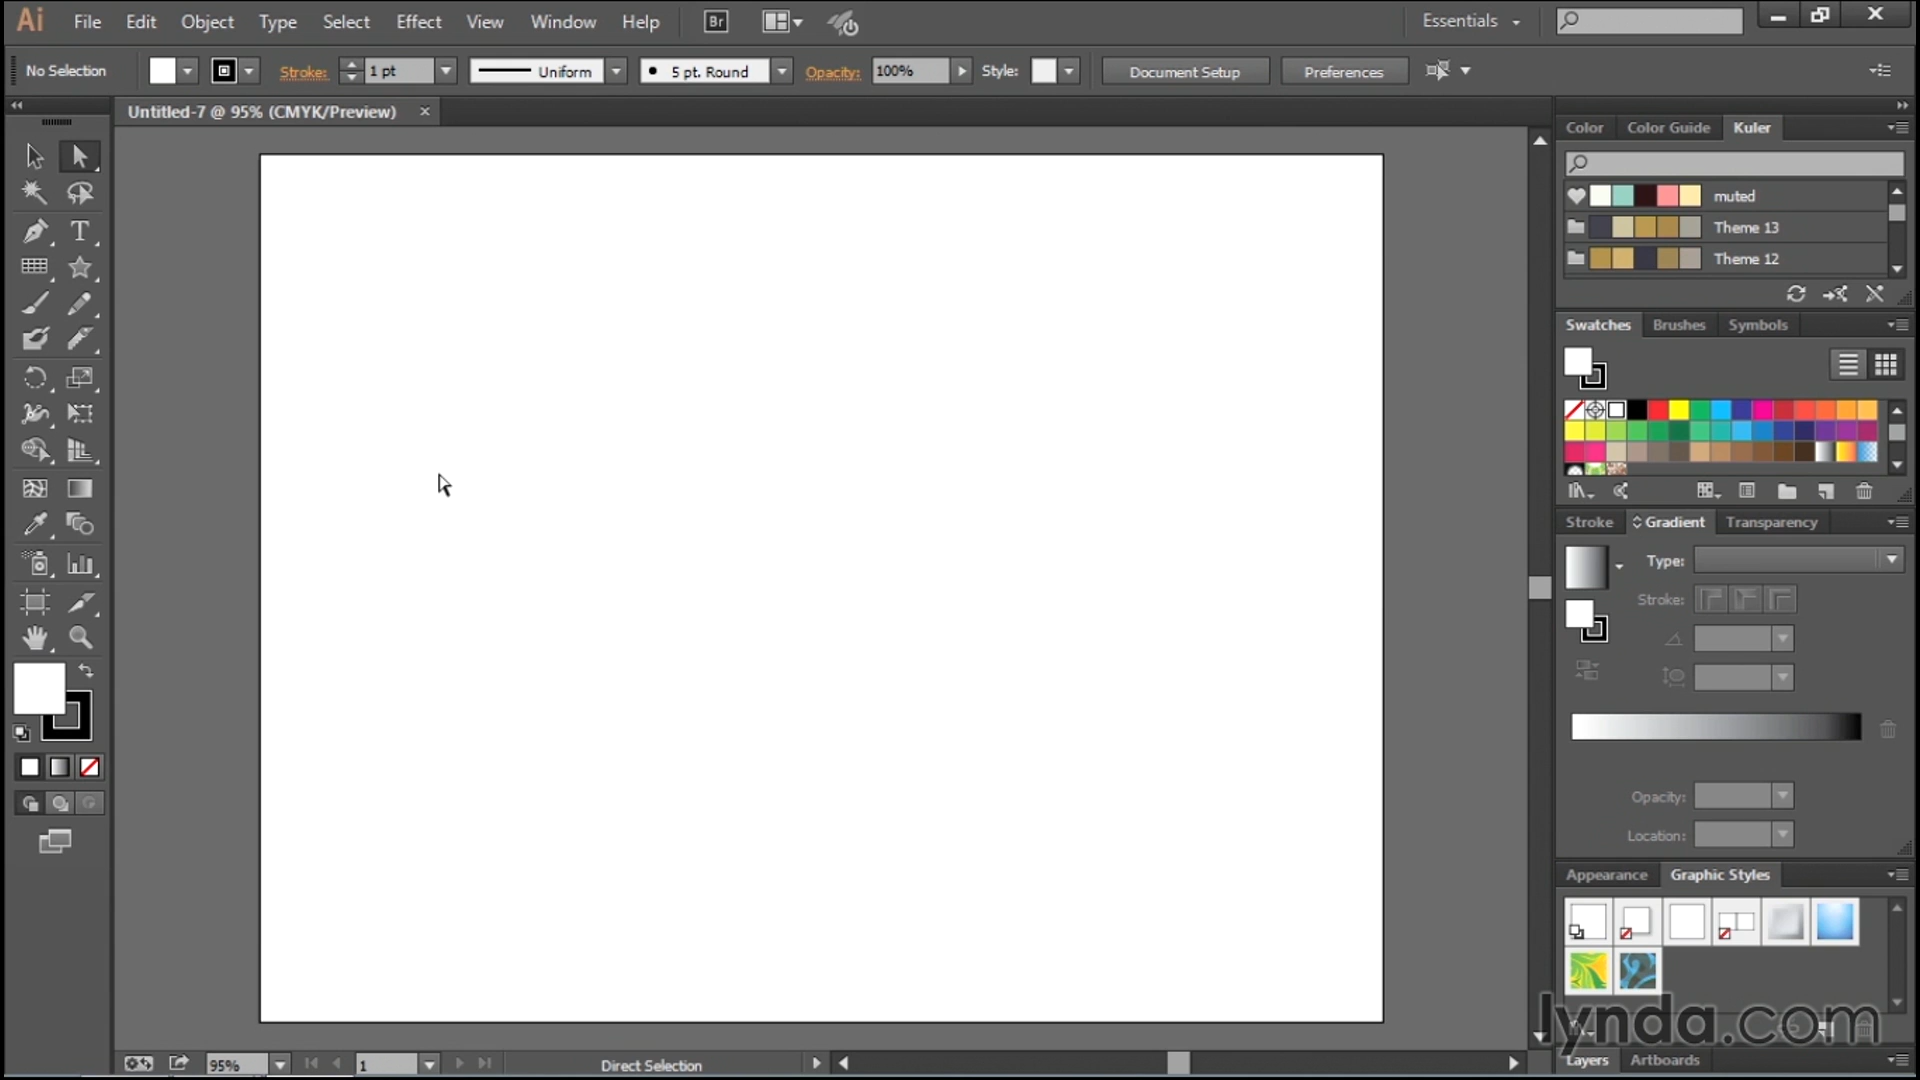 Ai File Edit Object Type Select Effect View Window Help Br Essentials
No Selection Stroke: 1 pt Uniform 5 pt. Round Opacity: 100% Style: Document Setup Preferences
Untitled-7 @ 95% (CMYK/Preview) ×
Color Color Guide Kuler
muted
Theme 13
Theme 12
Swatches Brushes Symbols
Stroke Gradient Transparency
Type:
Stroke:
Opacity:
Location:
Appearance Graphic Styles
lynda.com
Layers Artboards
95% 1 Direct Selection